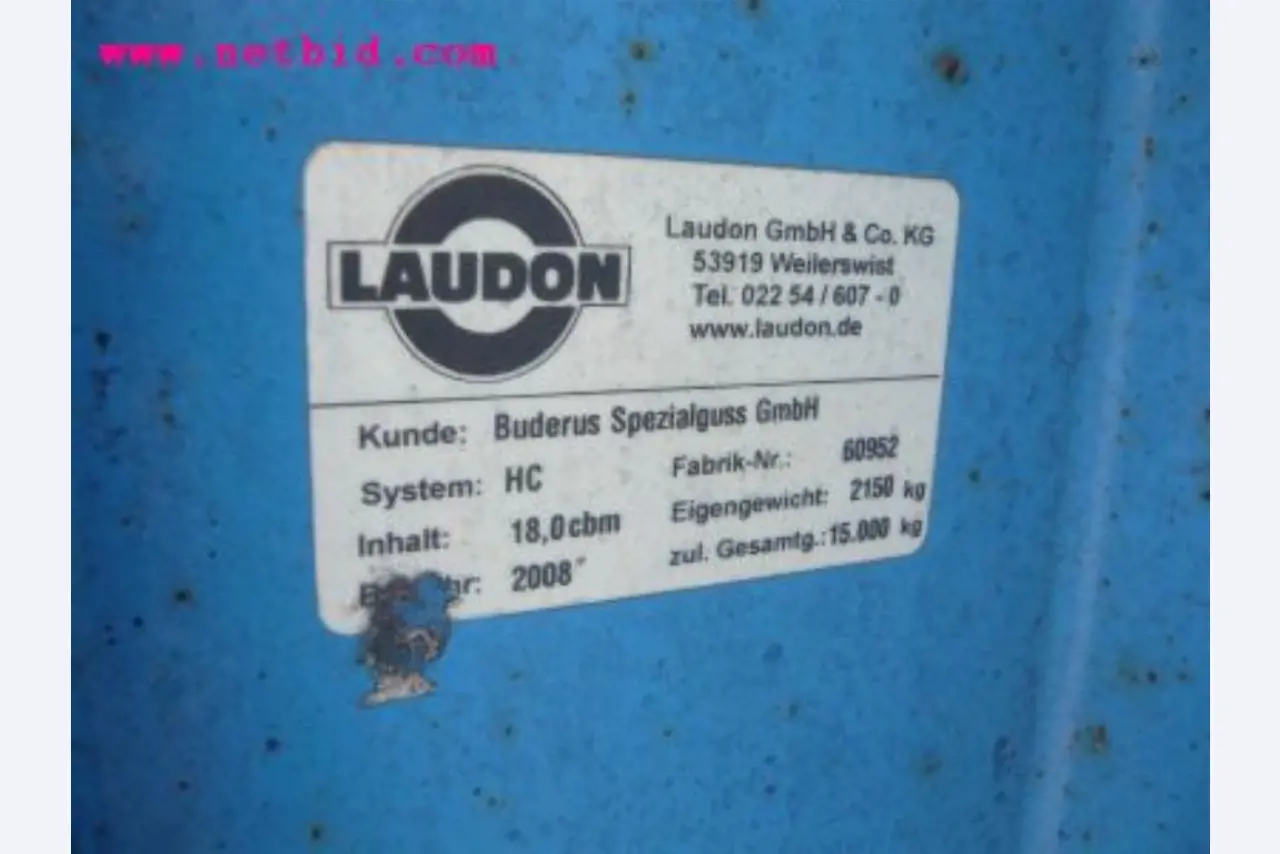 www.netbid.com
LAUDON
Laudon GmbH & Co. KG
53919 Weilerswist
Tel. 022 54 / 607 - 0
www.laudon.de
Kunde: Buderus Spezialguss GmbH
System: HC Fabrik-Nr.: 60952
Inhalt: 18,0cbm Eigengewicht: 2150 kg
2008 zul. Gesamtg.: 15.000 kg